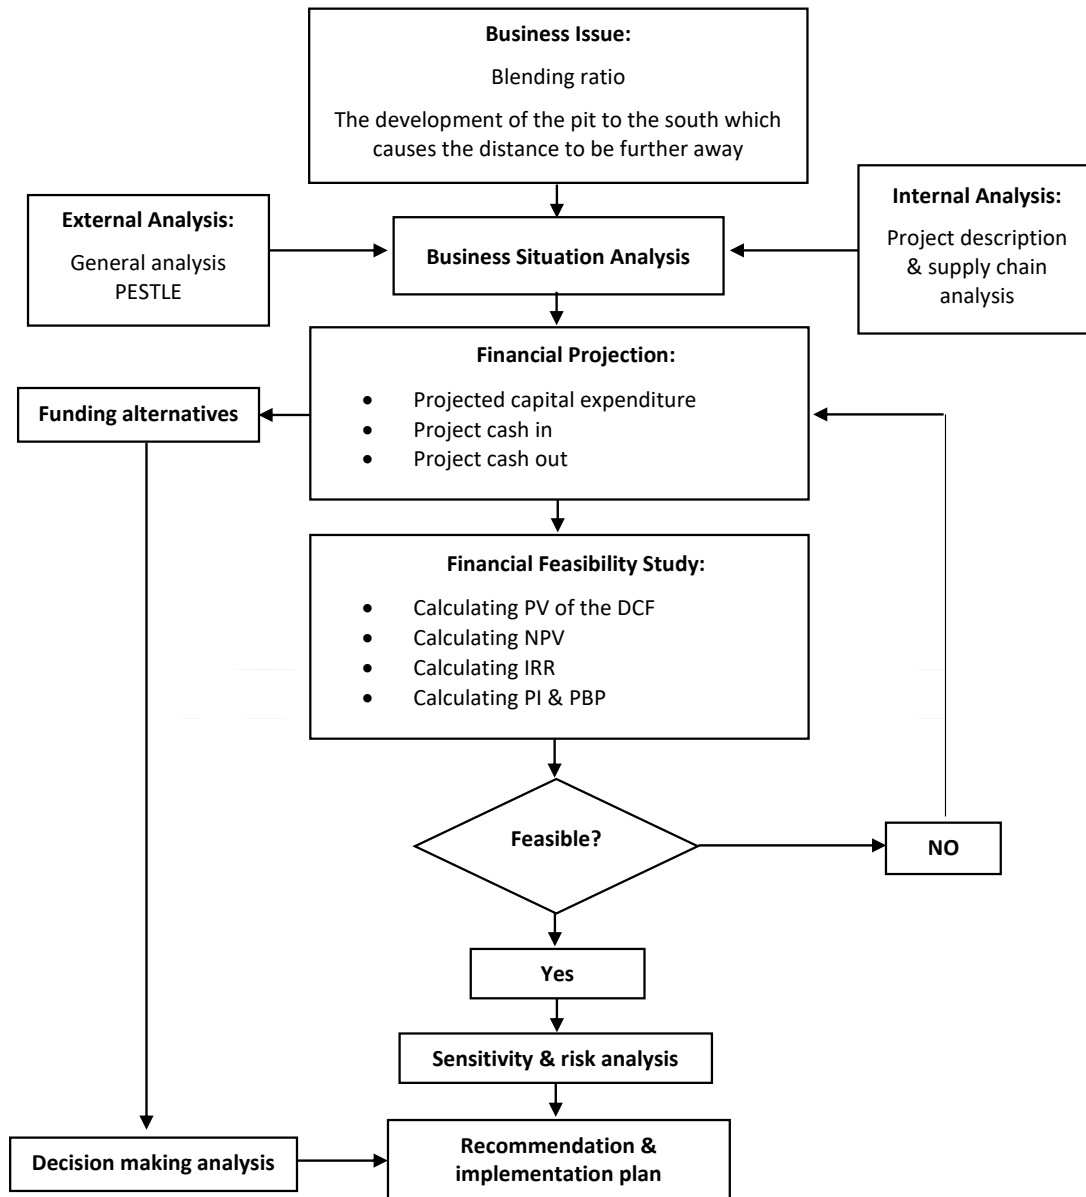 Business Issue:
Blending ratio
The development of the pit to the south which
causes the distance to be further away
External Analysis:
General analysis
PESTLE
Business Situation Analysis
Internal Analysis:
Project description
& supply chain
analysis
Financial Projection:
• Projected capital expenditure
• Project cash in
• Project cash out
Funding alternatives
Financial Feasibility Study:
• Calculating PV of the DCF
• Calculating NPV
• Calculating IRR
• Calculating PI & PBP
Feasible?
NO
Yes
Sensitivity & risk analysis
Decision making analysis
Recommendation &
implementation plan